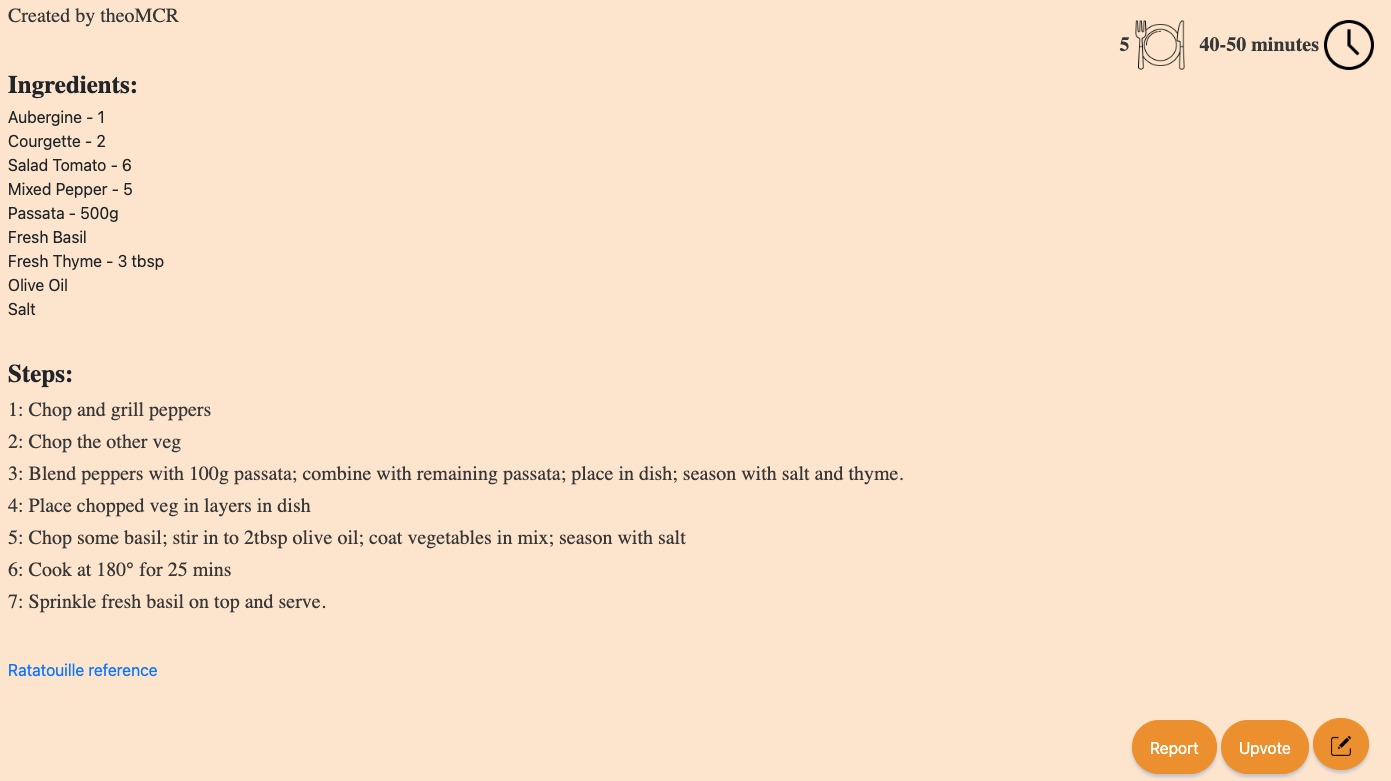 Created by theoMCR
5 40-50 minutes
Ingredients:
Aubergine - 1
Courgette - 2
Salad Tomato - 6
Mixed Pepper - 5
Passata - 500g
Fresh Basil
Fresh Thyme - 3 tbsp
Olive Oil
Salt
Steps:
1: Chop and grill peppers
2: Chop the other veg
3: Blend peppers with 100g passata; combine with remaining passata; place in dish; season with salt and thyme.
4: Place chopped veg in layers in dish
5: Chop some basil; stir in to 2tbsp olive oil; coat vegetables in mix; season with salt
6: Cook at 180° for 25 mins
7: Sprinkle fresh basil on top and serve.
Ratatouille reference
Report Upvote